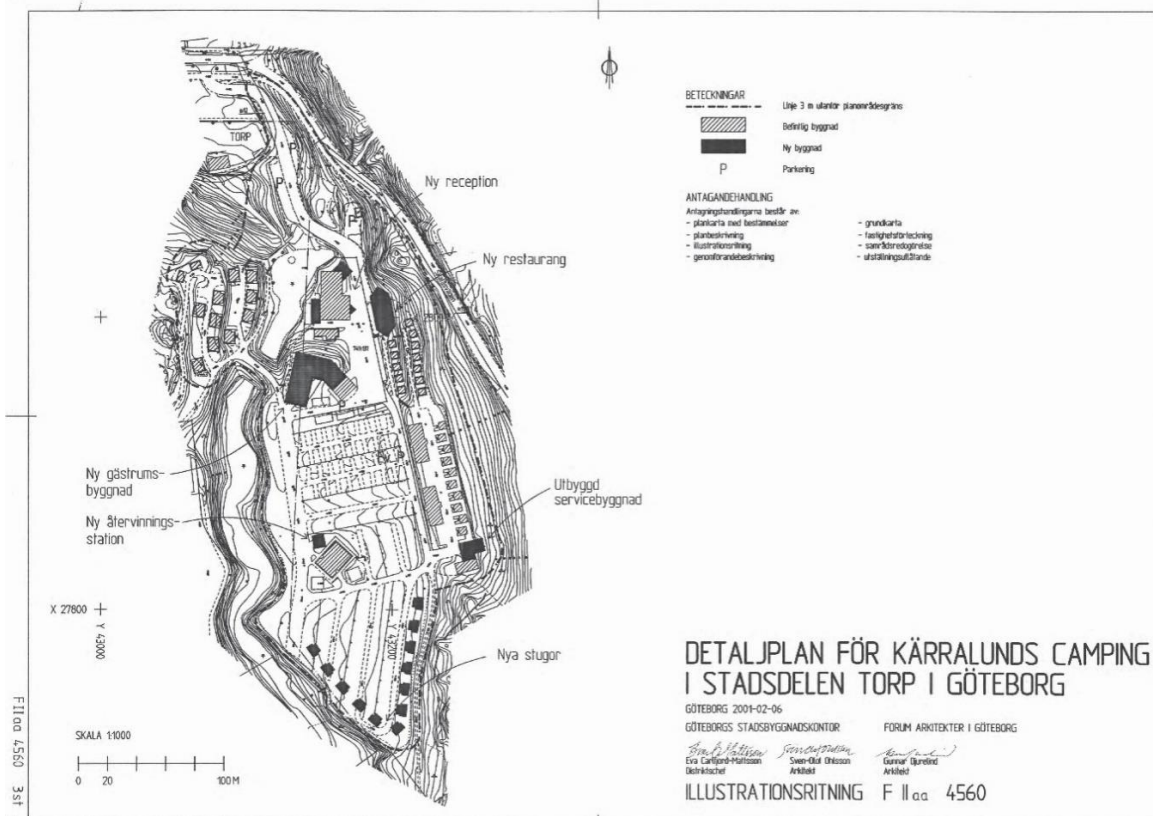 TORP
P
P
P
Ny reception
Ny restaurang
Ny gästrums-
byggnad
Ny återvinnings-
station
Utbyggd
servicebyggnad
Nya stugor
X 27800
Y 43000
Y 43200
SKALA 1:1000
0 20 100 M
F II aa 4560 3st
BETECKNINGAR
Linje 3 m utanför planområdesgräns
Befintlig byggnad
Ny byggnad
P Parkering
ANTAGANDEHANDLING
Antagningshandlingarna består av:
- plankarta med bestämmelser
- planbeskrivning
- illustrationsritning
- genomförandebeskrivning
- grundkarta
- fastighetsförteckning
- samrådsredogörelse
- utställningsutlåtande
DETALJPLAN FÖR KÄRRALUNDS CAMPING
I STADSDELEN TORP I GÖTEBORG
GÖTEBORG 2001-02-06
GÖTEBORGS STADSBYGGNADSKONTOR FORUM ARKITEKTER I GÖTEBORG
Eva Carlfjord-Mattsson Sven-Olof Ohlsson Gunnar Djurelind
Distriktschef Arkitekt Arkitekt
ILLUSTRATIONSRITNING F II aa 4560